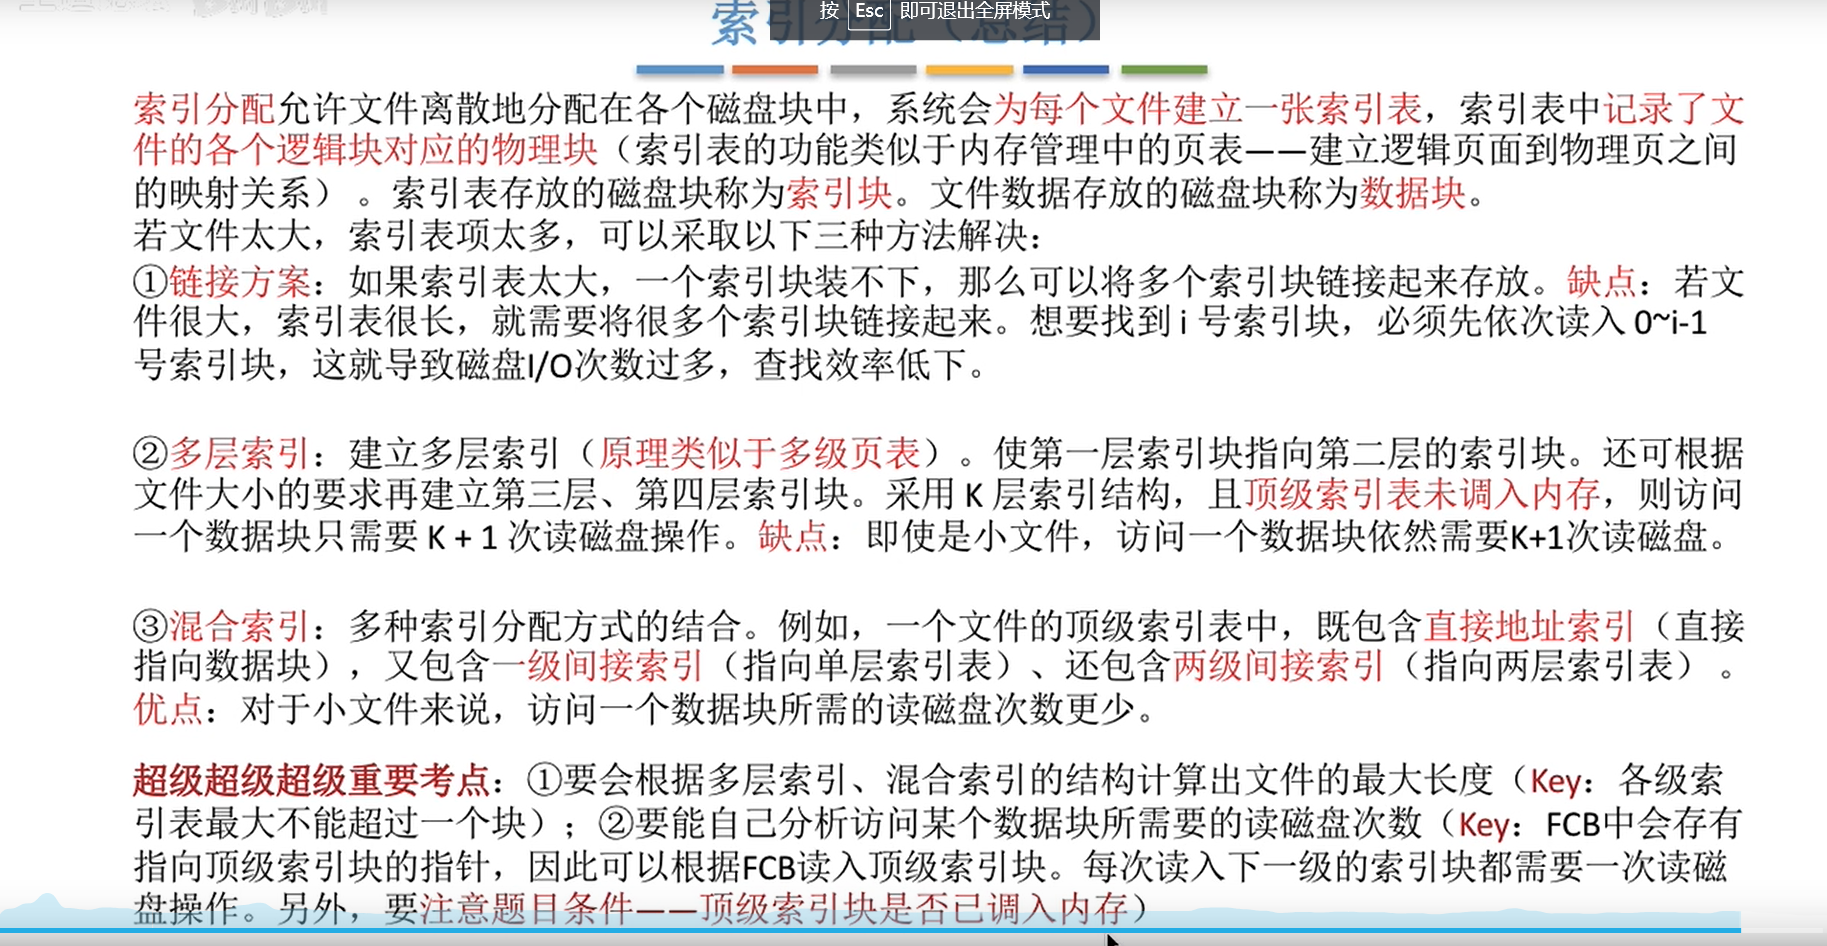 按 Esc 即可退出全屏模式
索引分配（总结）
索引分配允许文件离散地分配在各个磁盘块中，系统会为每个文件建立一张索引表，索引表中记录了文
件的各个逻辑块对应的物理块（索引表的功能类似于内存管理中的页表——建立逻辑页面到物理页之间
的映射关系）。索引表存放的磁盘块称为索引块。文件数据存放的磁盘块称为数据块。
若文件太大，索引表项太多，可以采取以下三种方法解决：
①链接方案：如果索引表太大，一个索引块装不下，那么可以将多个索引块链接起来存放。缺点：若文
件很大，索引表很长，就需要将很多个索引块链接起来。想要找到 i 号索引块，必须先依次读入 0~i-1
号索引块，这就导致磁盘I/O次数过多，查找效率低下。
②多层索引：建立多层索引（原理类似于多级页表）。使第一层索引块指向第二层的索引块。还可根据
文件大小的要求再建立第三层、第四层索引块。采用 K 层索引结构，且顶级索引表未调入内存，则访问
一个数据块只需要 K + 1 次读磁盘操作。缺点：即使是小文件，访问一个数据块依然需要K+1次读磁盘。
③混合索引：多种索引分配方式的结合。例如，一个文件的顶级索引表中，既包含直接地址索引（直接
指向数据块），又包含一级间接索引（指向单层索引表）、还包含两级间接索引（指向两层索引表）。
优点：对于小文件来说，访问一个数据块所需的读磁盘次数更少。
超级超级超级重要考点：①要会根据多层索引、混合索引的结构计算出文件的最大长度（Key：各级索
引表最大不能超过一个块）；②要能自己分析访问某个数据块所需要的读磁盘次数（Key：FCB中会存有
指向顶级索引块的指针，因此可以根据FCB读入顶级索引块。每次读入下一级的索引块都需要一次读磁
盘操作。另外，要注意题目条件——顶级索引块是否已调入内存）